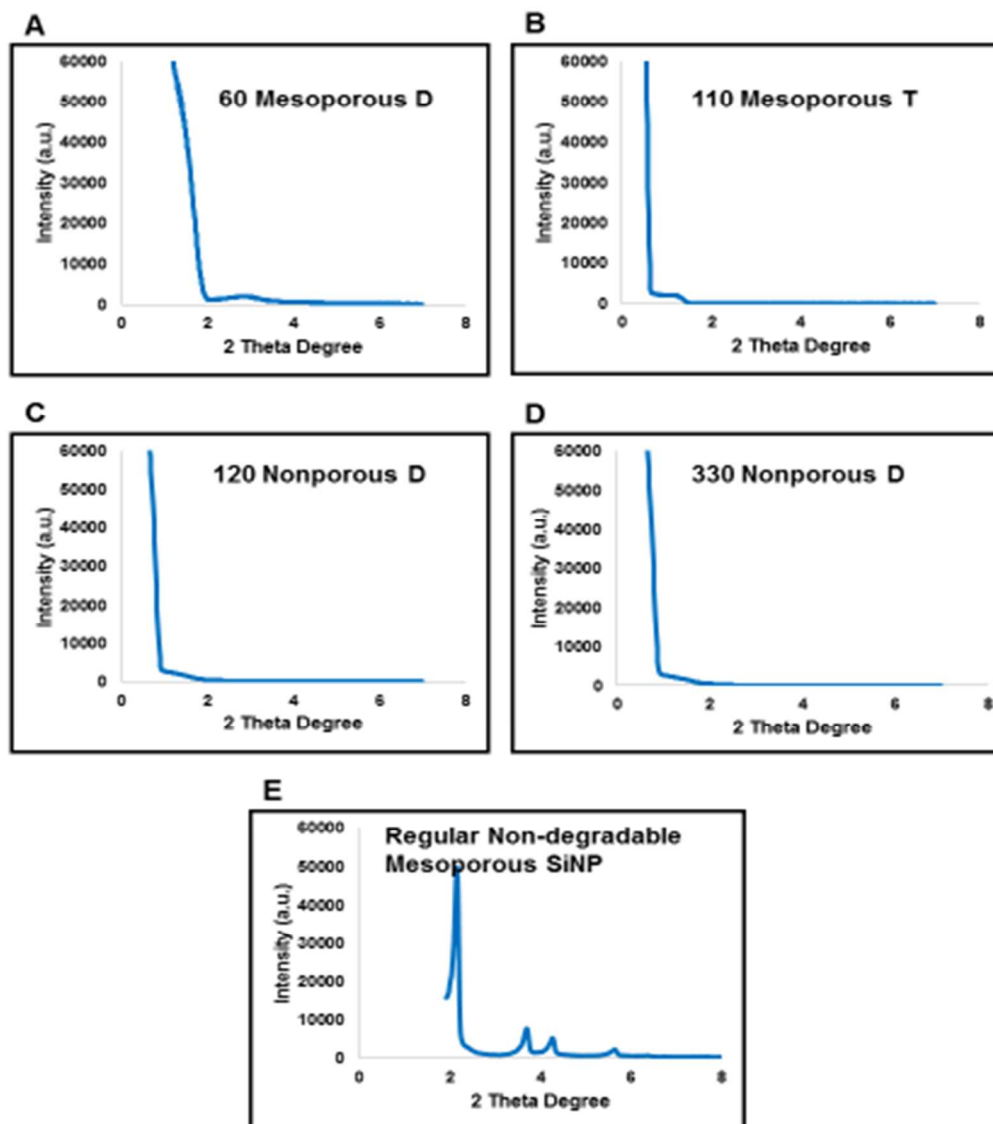 A
60000
50000
40000
30000
20000
10000
0
Intensity (a.u.)
60 Mesoporous D
0 2 4 6 8
2 Theta Degree
B
60000
50000
40000
30000
20000
10000
0
Intensity (a.u.)
110 Mesoporous T
0 2 4 6 8
2 Theta Degree
C
60000
50000
40000
30000
20000
10000
0
Intensity (a.u.)
120 Nonporous D
0 2 4 6 8
2 Theta Degree
D
60000
50000
40000
30000
20000
10000
0
Intensity (a.u.)
330 Nonporous D
0 2 4 6 8
2 Theta Degree
E
60000
50000
40000
30000
20000
10000
0
Intensity (a.u.)
Regular Non-degradable
Mesoporous SiNP
0 2 4 6 8
2 Theta Degree